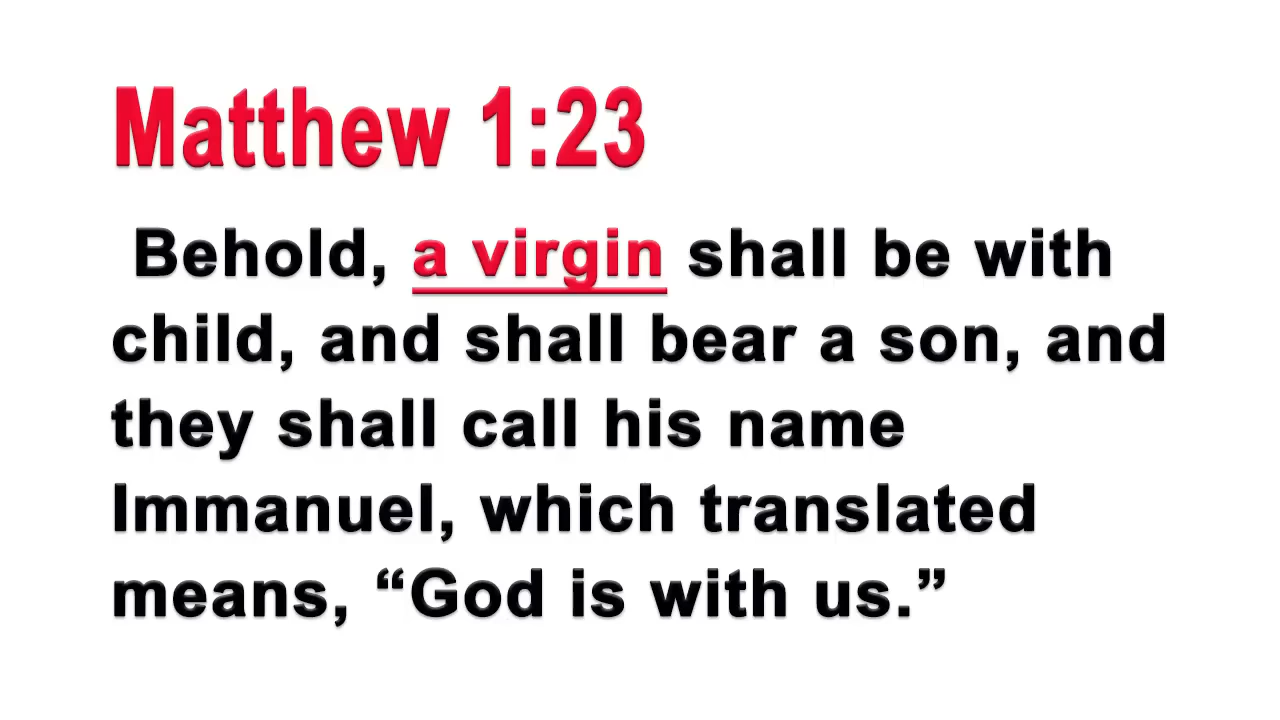 Matthew 1:23
Behold, a virgin shall be with
child, and shall bear a son, and
they shall call his name
Immanuel, which translated
means, “God is with us.”